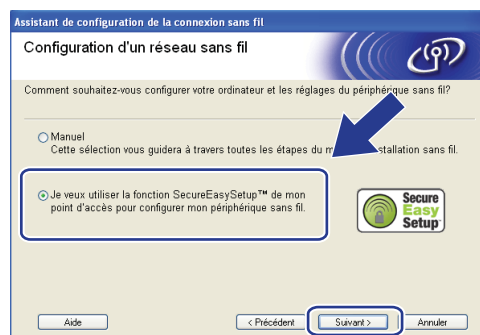 Assistant de configuration de la connexion sans fil
Configuration d'un réseau sans fil
Comment souhaitez-vous configurer votre ordinateur et les réglages du périphérique sans fil?
Manuel
Cette sélection vous guidera à travers toutes les étapes du installation sans fil.
Je veux utiliser la fonction SecureEasySetup™ de mon
point d'accès pour configurer mon périphérique sans fil.
Secure
Easy
Setup
Aide
< Précédent
Suivant >
Annuler